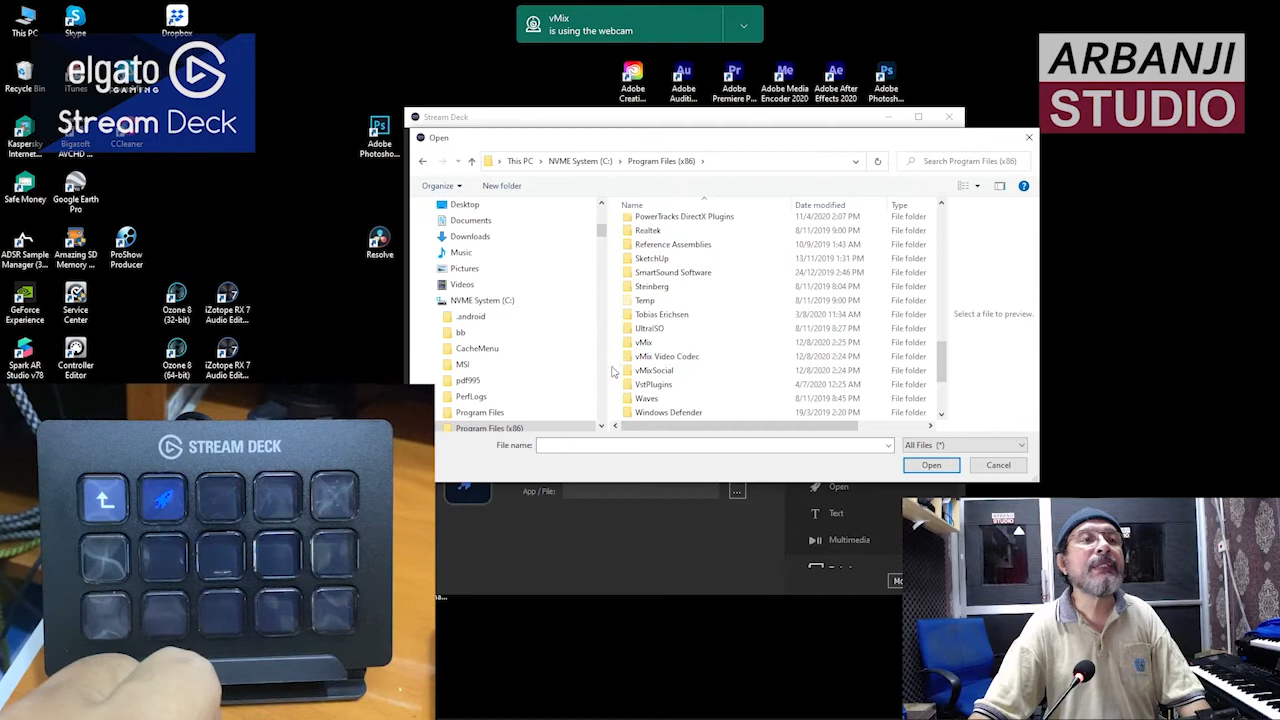 This PC
Skype
Dropbox
vMix
is using the webcam
elgato
GAMING
Stream Deck
Recycle Bin
iTunes
Adobe
Creati...
Adobe
Auditi...
Adobe
Premiere P...
Adobe Media
Encoder 2020
Adobe After
Effects 2020
Adobe
Photosh...
ARBANJI
STUDIO
Kaspersky
Internet...
Bigasoft
AVCHD ...
CCleaner
Adobe
Photosho...
Safe Money
Google Earth
Pro
ADSR Sample
Manager (3...
Amazing SD
Memory ...
ProShow
Producer
Resolve
GeForce
Experience
Service
Center
Ozone 8
(32-bit)
iZotope RX 7
Audio Edit...
Spark AR
Studio v78
Controller
Editor
Ozone 8
(64-bit)
iZotope RX 7
Audio Edit...
Stream Deck
Open
This PC > NVME System (C:) > Program Files (x86) >
Search Program Files (x86)
Organize
New folder
Desktop
Documents
Downloads
Music
Pictures
Videos
NVME System (C:)
.android
bb
CacheMenu
MSI
pdf995
PerfLogs
Program Files
Program Files (x86)
Name Date modified Type
PowerTracks DirectX Plugins 11/4/2020 2:07 PM File folder
Realtek 8/11/2019 9:00 PM File folder
Reference Assemblies 10/9/2019 1:43 AM File folder
SketchUp 13/11/2019 1:31 PM File folder
SmartSound Software 24/12/2019 2:46 PM File folder
Steinberg 8/11/2019 8:04 PM File folder
Temp 8/11/2019 9:00 PM File folder
Tobias Erichsen 3/8/2020 11:34 AM File folder
UltraISO 8/11/2019 8:27 PM File folder
vMix 12/8/2020 2:25 PM File folder
vMix Video Codec 12/8/2020 2:24 PM File folder
vMixSocial 12/8/2020 2:24 PM File folder
VstPlugins 4/7/2020 12:25 AM File folder
Waves 8/11/2019 8:45 PM File folder
Windows Defender 19/3/2019 2:20 PM File folder
Select a file to preview.
File name:
All Files (*)
Open
Cancel
App / File:
...
Open
Text
Multimedia
Mo
STREAM DECK
ARBANJI
STUDIO